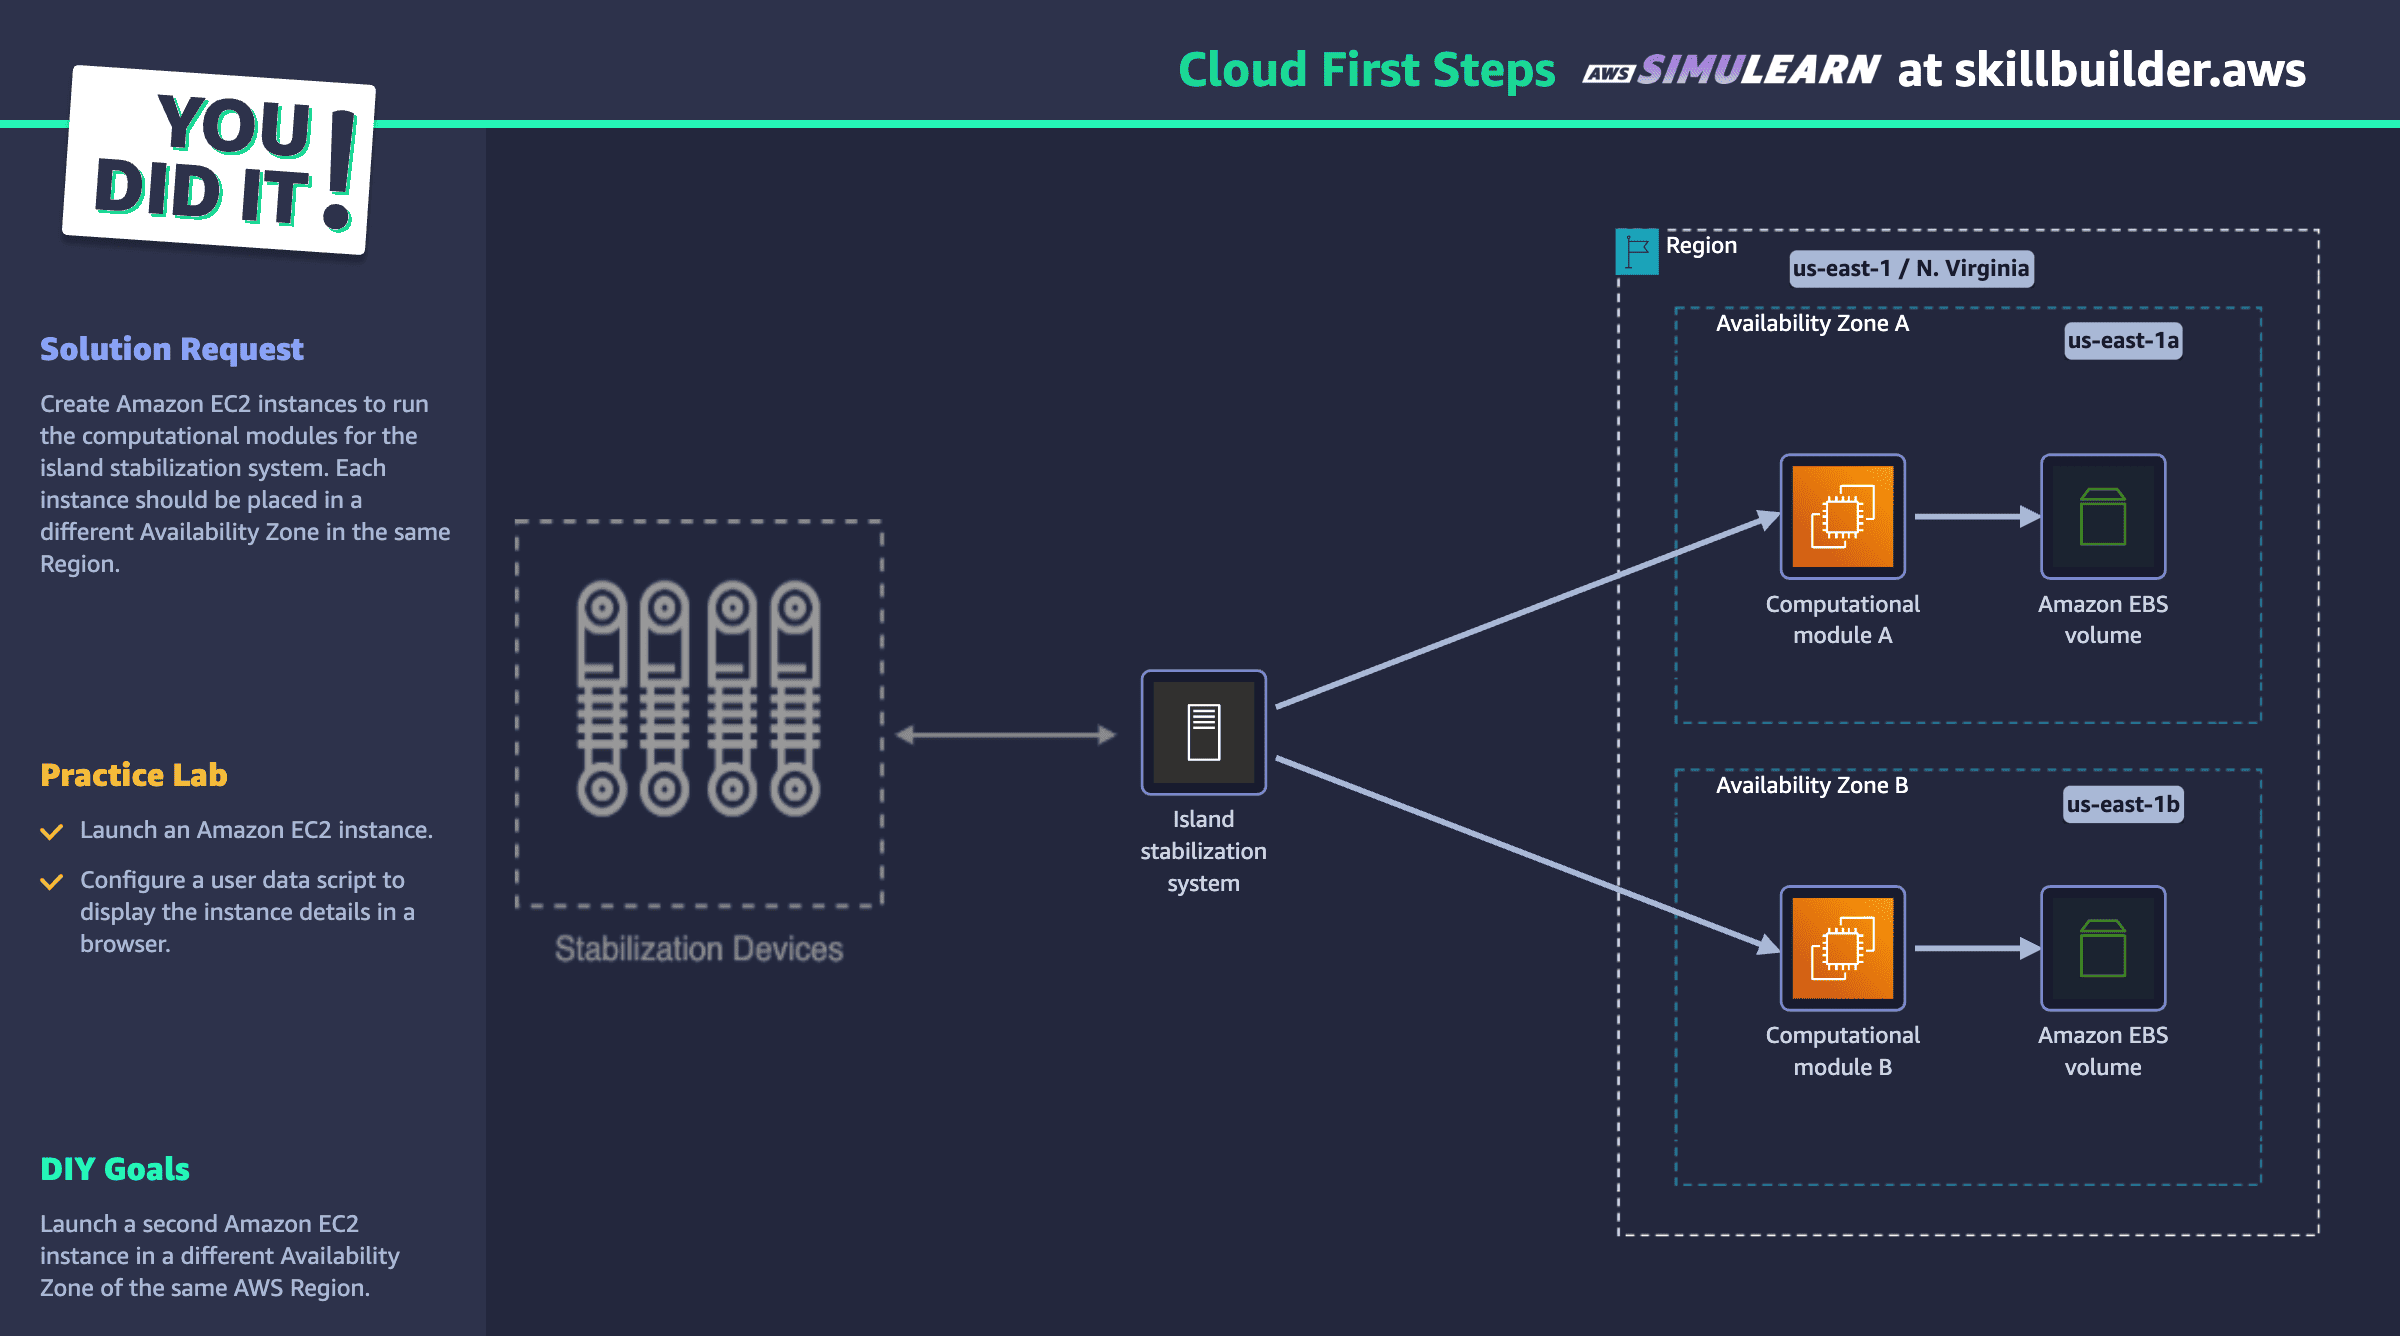 Cloud First Steps aws SIMULEARN at skillbuilder.aws
YOU
DID IT!
Solution Request
Create Amazon EC2 instances to run
the computational modules for the
island stabilization system. Each
instance should be placed in a
different Availability Zone in the same
Region.
Practice Lab
Launch an Amazon EC2 instance.
Configure a user data script to
display the instance details in a
browser.
DIY Goals
Launch a second Amazon EC2
instance in a different Availability
Zone of the same AWS Region.
Stabilization Devices
Island
stabilization
system
Region
us-east-1 / N. Virginia
Availability Zone A
us-east-1a
Computational
module A
Amazon EBS
volume
Availability Zone B
us-east-1b
Computational
module B
Amazon EBS
volume